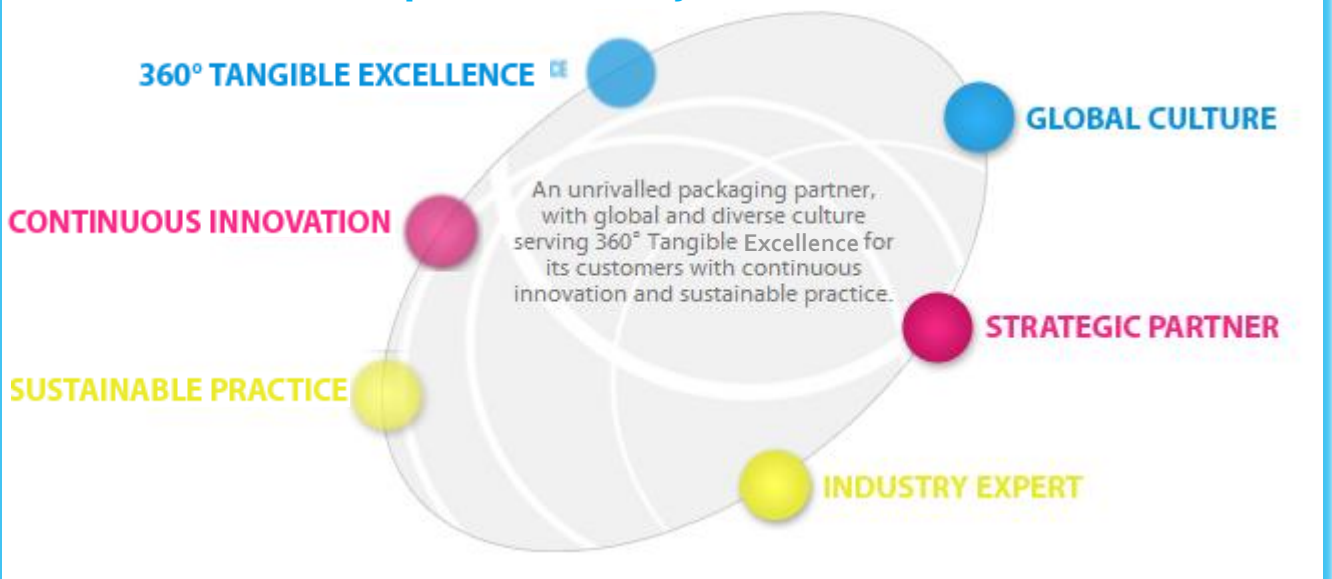 360° TANGIBLE EXCELLENCE CE
GLOBAL CULTURE
An unrivalled packaging partner,
with global and diverse culture
serving 360° Tangible Excellence for
its customers with continuous
innovation and sustainable practice.
CONTINUOUS INNOVATION
STRATEGIC PARTNER
SUSTAINABLE PRACTICE
INDUSTRY EXPERT